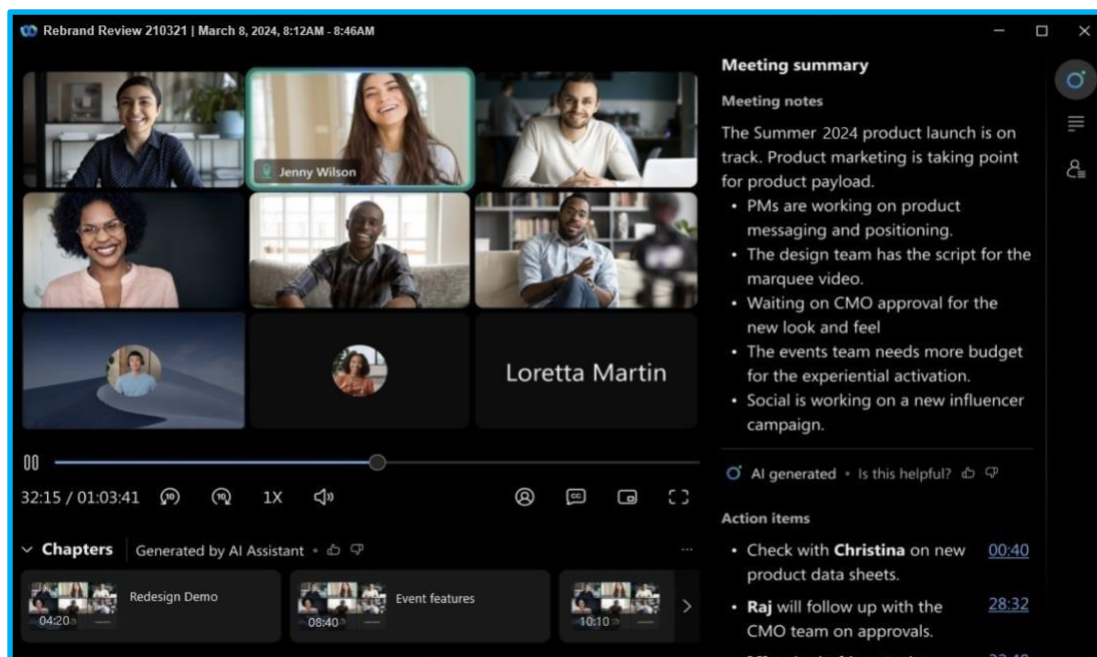 Rebrand Review 210321 | March 8, 2024, 8:12AM - 8:46AM
Jenny Wilson
Loretta Martin
32:15 / 01:03:41
10
10
1X
CC
Chapters
Generated by AI Assistant •
...
Redesign Demo
04:20
Event features
08:40
10:10
Meeting summary
Meeting notes
The Summer 2024 product launch is on
track. Product marketing is taking point
for product payload.
• PMs are working on product
messaging and positioning.
• The design team has the script for the
marquee video.
• Waiting on CMO approval for the
new look and feel
• The events team needs more budget
for the experiential activation.
• Social is working on a new influencer
campaign.
AI generated • Is this helpful?
Action items
• Check with Christina on new 00:40
product data sheets.
• Raj will follow up with the 28:32
CMO team on approvals.